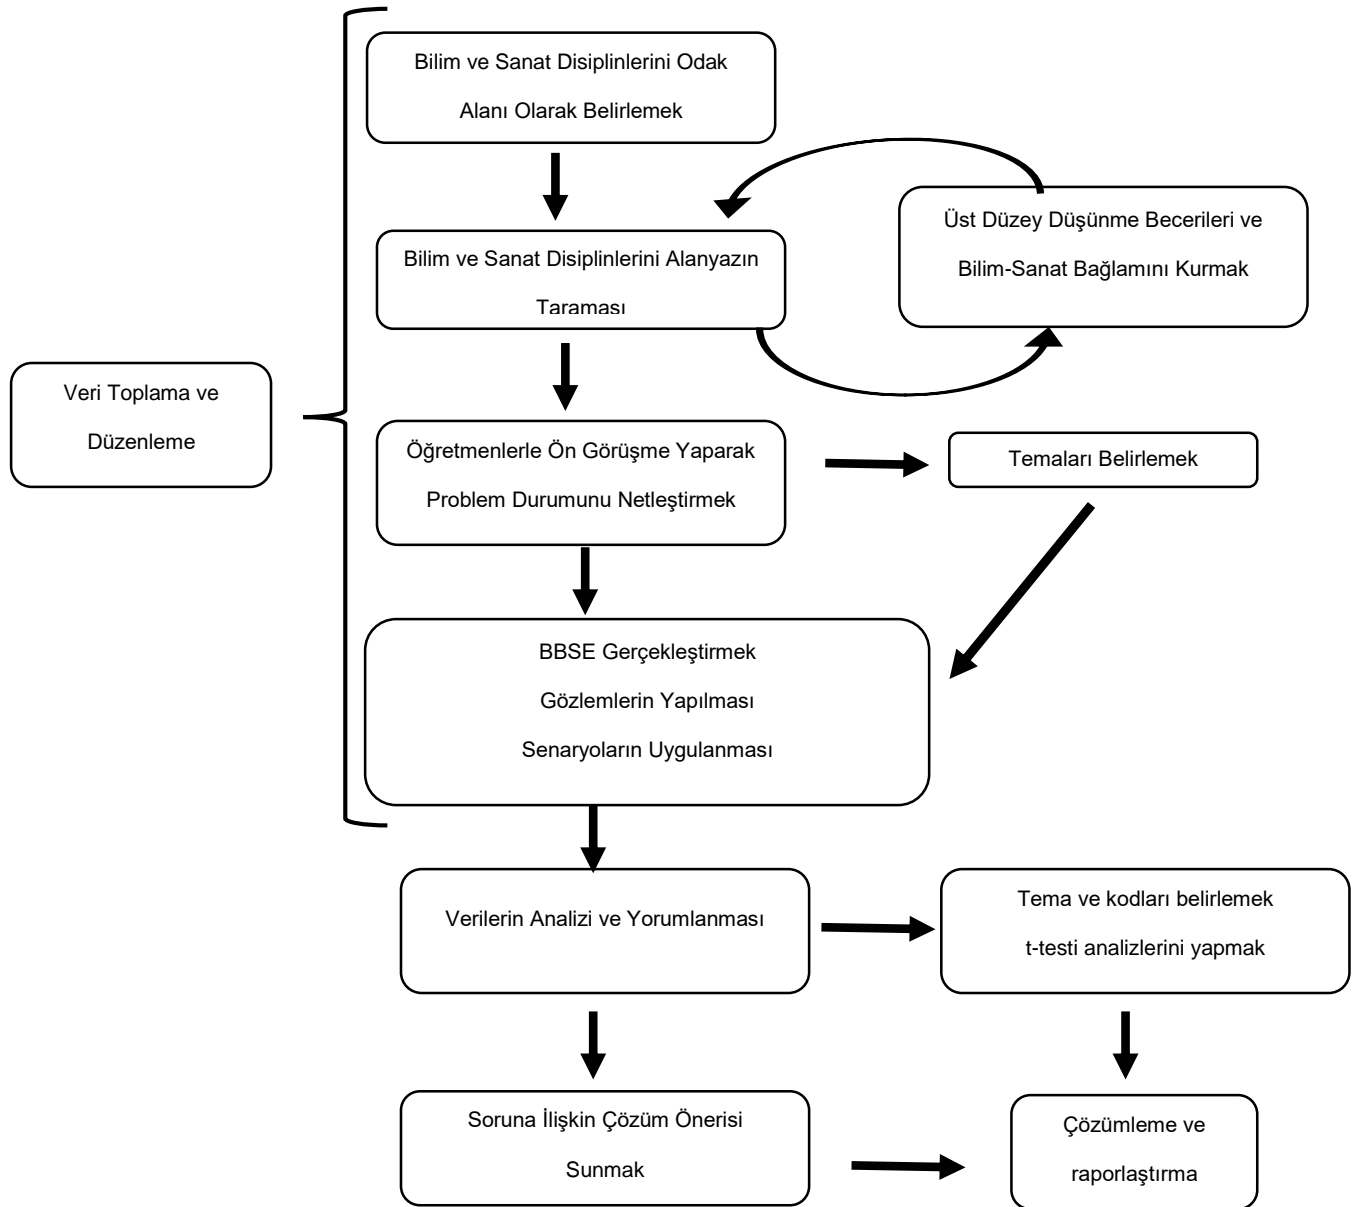 Bilim ve Sanat Disiplinlerini Odak
Alanı Olarak Belirlemek
Üst Düzey Düşünme Becerileri ve
Bilim-Sanat Bağlamını Kurmak
Bilim ve Sanat Disiplinlerini Alanyazın
Taraması
Veri Toplama ve
Düzenleme
Öğretmenlerle Ön Görüşme Yaparak
Problem Durumunu Netleştirmek
Temaları Belirlemek
BBSE Gerçekleştirmek
Gözlemlerin Yapılması
Senaryoların Uygulanması
Verilerin Analizi ve Yorumlanması
Tema ve kodları belirlemek
t-testi analizlerini yapmak
Soruna İlişkin Çözüm Önerisi
Sunmak
Çözümleme ve
raporlaştırma